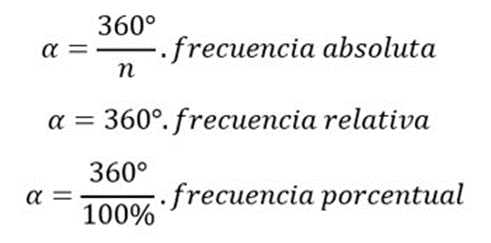 α = 360°/n . frecuencia absoluta
α = 360°. frecuencia relativa
α = 360°/100% . frecuencia porcentual